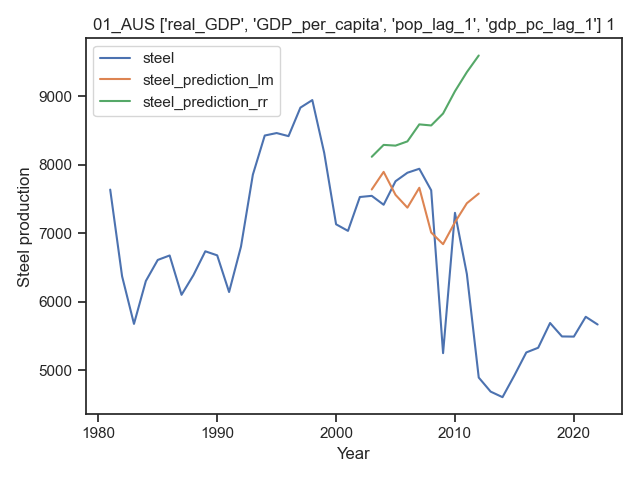 01_AUS ['real_GDP', 'GDP_per_capita', 'pop_lag_1', 'gdp_pc_lag_1'] 1
steel
steel_prediction_lm
steel_prediction_rr
9000
8000
7000
6000
5000
Steel production
1980
1990
2000
2010
2020
Year